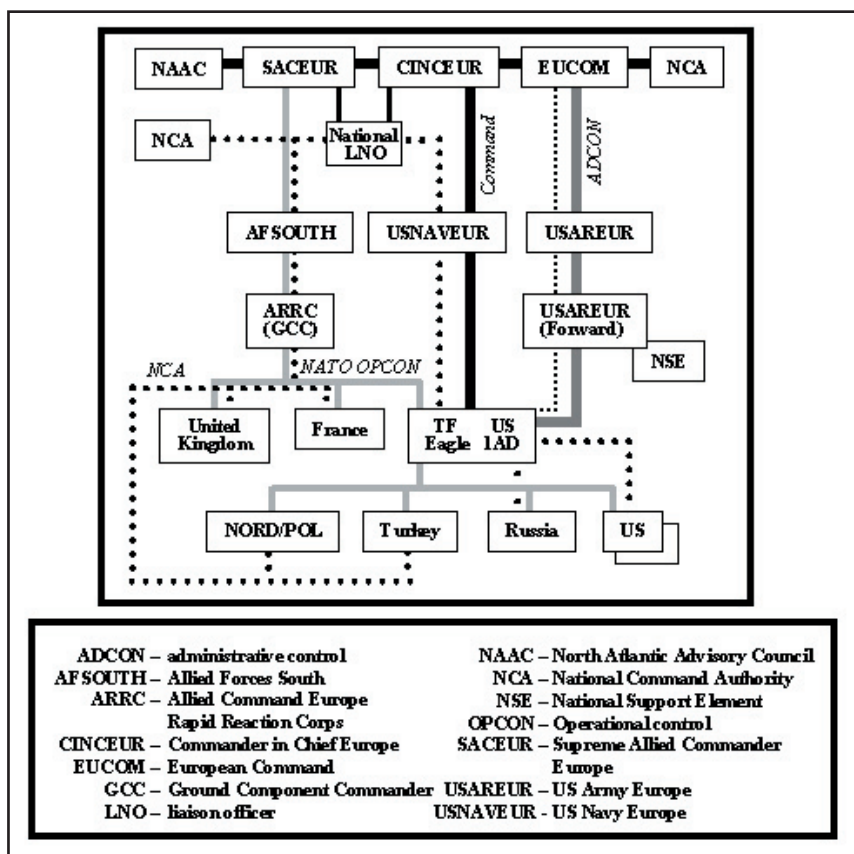 NAAC
SACEUR
CINCEUR
EUCOM
NCA
NCA
National
LNO
Command
ADCON
AFSOUTH
USNAVEUR
USAREUR
ARRC
(GCC)
USAREUR
(Forward)
NSE
NCA
NATO OPCON
United
Kingdom
France
TF US
Eagle 1AD
NORD/POL
Turkey
Russia
US
ADCON – administrative control
AFSOUTH – Allied Forces South
ARRC – Allied Command Europe
Rapid Reaction Corps
CINCEUR – Commander in Chief Europe
EUCOM – European Command
GCC – Ground Component Commander
LNO – liaison officer
NAAC – North Atlantic Advisory Council
NCA – National Command Authority
NSE – National Support Element
OPCON – Operational control
SACEUR – Supreme Allied Commander
Europe
USAREUR – US Army Europe
USNAVEUR - US Navy Europe